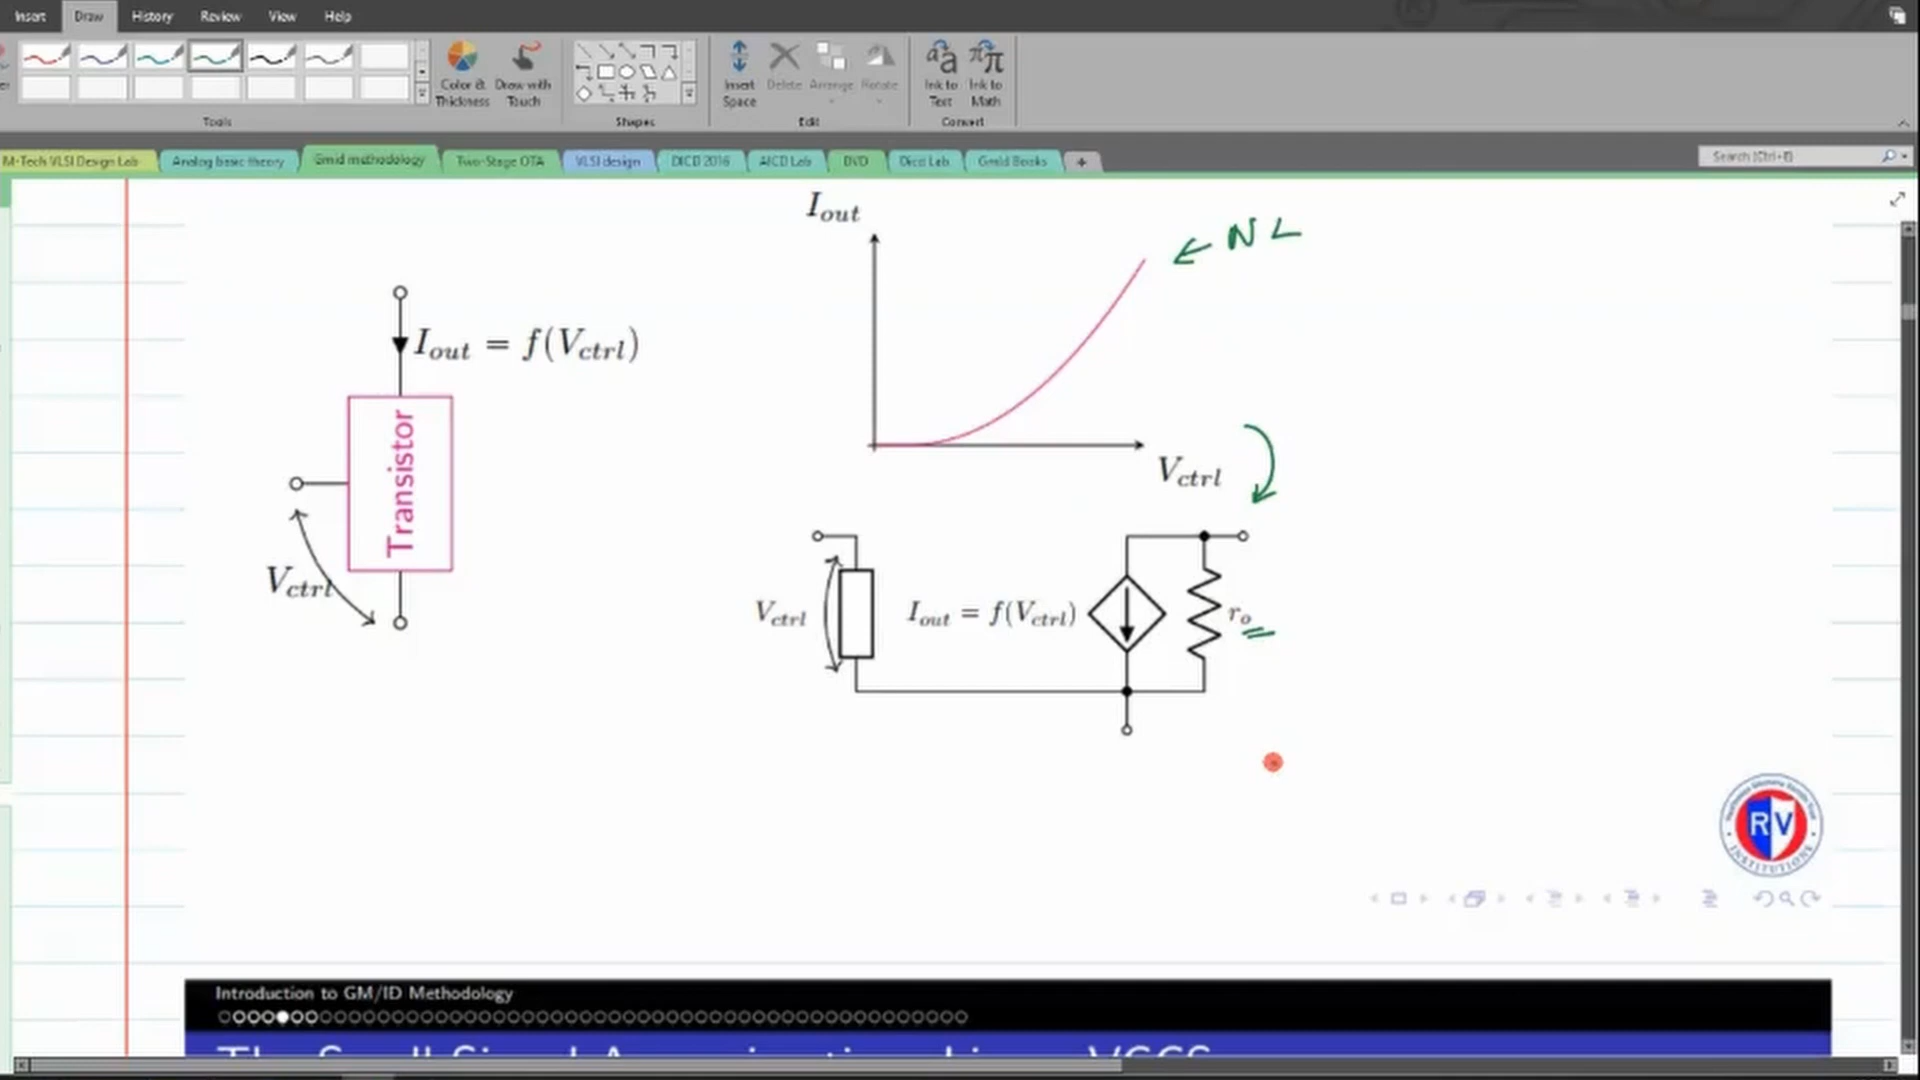 Insert Draw History Review View Help
Color & Thickness
Draw with Touch
Insert Space
Delete
Arrange
Rotate
Ink to Text
Ink to Math
Tools
Shapes
Edit
Convert
M-Tech VLSI Design Lab
Analog basic theory
Gmid methodology
Two-Stage OTA
VLSI design
DICD 2016
AICD Lab
DVD
Dicd Lab
GmId Books
+
Search (Ctrl+E)
I_out
← N L
I_out = f(V_ctrl)
Transistor
V_ctrl
V_ctrl
V_ctrl
I_out = f(V_ctrl)
r_o
RV
INSTITUTIONS
Introduction to GM/ID Methodology